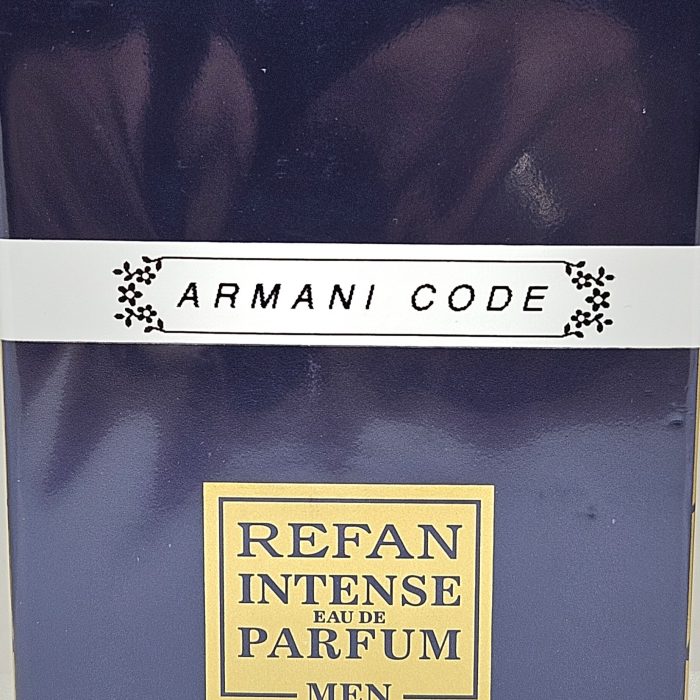 ARMANI CODE
REFAN
INTENSE
EAU DE
PARFUM
MEN